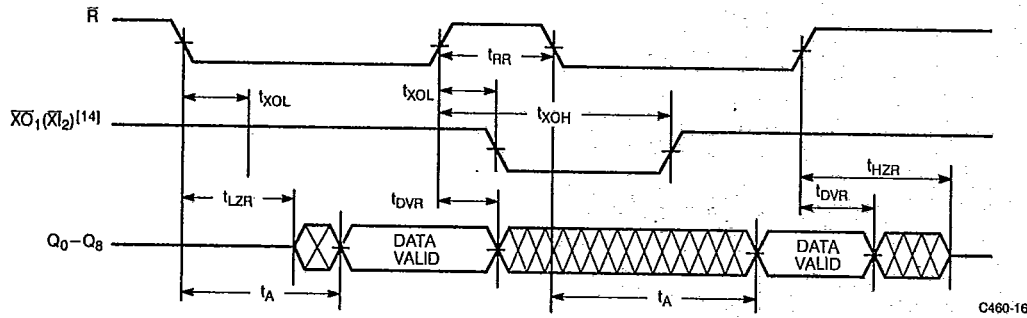 R̄
tRR
tXOL
tXOL
tXOH
X̄Ō1(X̄Ī2)[14]
tHZR
tLZR
tDVR
tDVR
Q0–Q8
DATA
VALID
DATA
VALID
tA
tA
C460-16